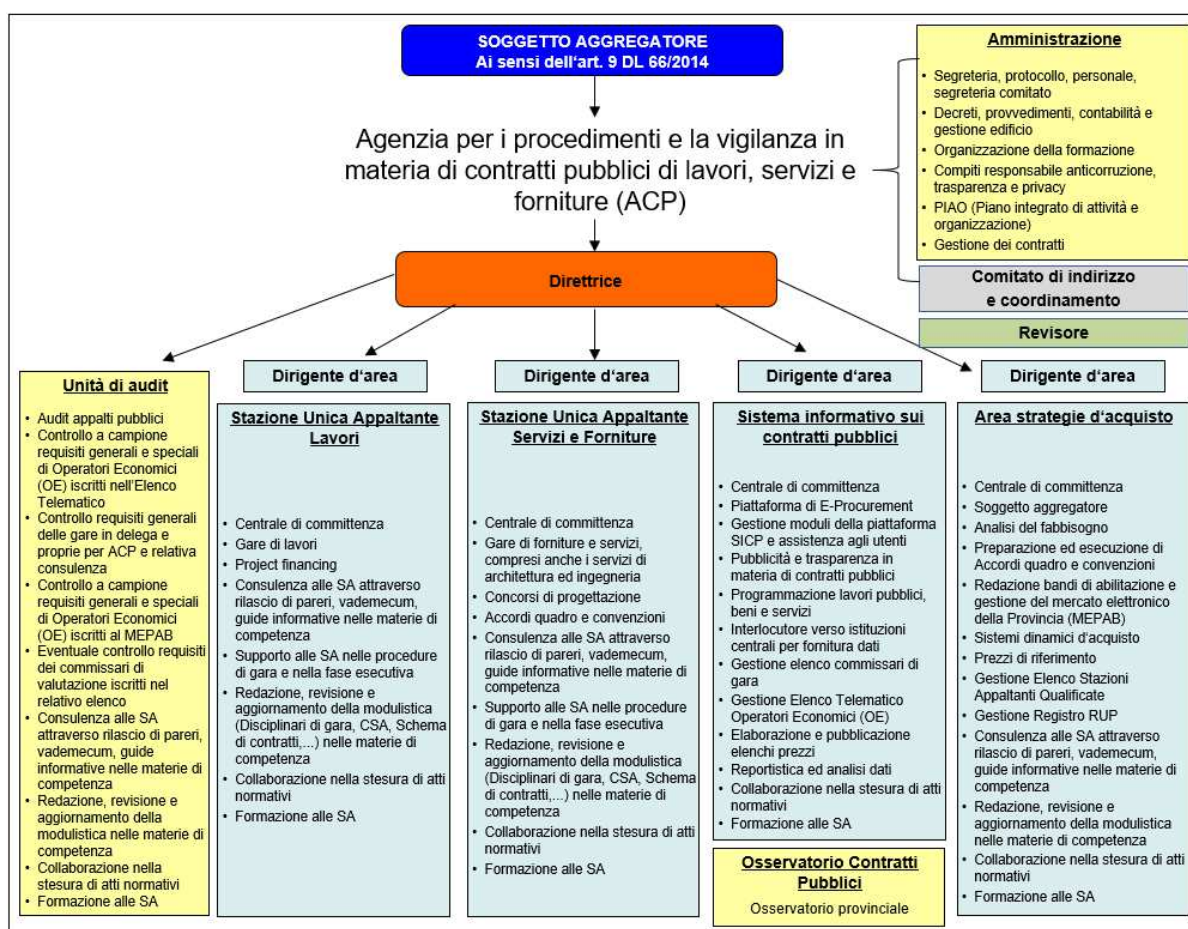 SOGGETTO AGGREGATORE
Ai sensi dell'art. 9 DL 66/2014
Agenzia per i procedimenti e la vigilanza in
materia di contratti pubblici di lavori, servizi e
forniture (ACP)
Amministrazione
• Segreteria, protocollo, personale,
segreteria comitato
• Decreti, provvedimenti, contabilità e
gestione edificio
• Organizzazione della formazione
• Compiti responsabile anticorruzione,
trasparenza e privacy
• PIAO (Piano integrato di attività e
organizzazione)
• Gestione dei contratti
Comitato di indirizzo
e coordinamento
Revisore
Direttrice
Unità di audit
• Audit appalti pubblici
• Controllo a campione
requisiti generali e speciali
di Operatori Economici
(OE) iscritti nell'Elenco
Telematico
• Controllo requisiti generali
delle gare in delega e
proprie per ACP e relativa
consulenza
• Controllo a campione
requisiti generali e speciali
di Operatori Economici
(OE) iscritti al MEPAB
• Eventuale controllo requisiti
dei commissari di
valutazione iscritti nel
relativo elenco
• Consulenza alle SA
attraverso rilascio di pareri,
vademecum, guide
informative nelle materie di
competenza
• Redazione, revisione e
aggiornamento della
modulistica nelle materie di
competenza
• Collaborazione nella
stesura di atti normativi
• Formazione alle SA
Dirigente d'area
Stazione Unica Appaltante
Lavori
• Centrale di committenza
• Gare di lavori
• Project financing
• Consulenza alle SA attraverso
rilascio di pareri, vademecum,
guide informative nelle materie di
competenza
• Supporto alle SA nelle procedure
di gara e nella fase esecutiva
• Redazione, revisione e
aggiornamento della modulistica
(Disciplinari di gara, CSA, Schema
di contratti,...) nelle materie di
competenza
• Collaborazione nella stesura di atti
normativi
• Formazione alle SA
Dirigente d'area
Stazione Unica Appaltante
Servizi e Forniture
• Centrale di committenza
• Gare di forniture e servizi,
compresi anche i servizi di
architettura ed ingegneria
• Concorsi di progettazione
• Accordi quadro e convenzioni
• Consulenza alle SA attraverso
rilascio di pareri, vademecum,
guide informative nelle materie di
competenza
• Supporto alle SA nelle procedure
di gara e nella fase esecutiva
• Redazione, revisione e
aggiornamento della modulistica
(Disciplinari di gara, CSA, Schema
di contratti,...) nelle materie di
competenza
• Collaborazione nella stesura di atti
normativi
• Formazione alle SA
Dirigente d'area
Sistema informativo sui
contratti pubblici
• Centrale di committenza
• Piattaforma di E-Procurement
• Gestione moduli della piattaforma
SICP e assistenza agli utenti
• Pubblicità e trasparenza in
materia di contratti pubblici
• Programmazione lavori pubblici,
beni e servizi
• Interlocutore verso istituzioni
centrali per fornitura dati
• Gestione elenco commissari di
gara
• Gestione Elenco Telematico
Operatori Economici (OE)
• Elaborazione e pubblicazione
elenchi prezzi
• Reportistica ed analisi dati
• Collaborazione nella stesura di atti
normativi
• Formazione alle SA
Osservatorio Contratti
Pubblici
Osservatorio provinciale
Dirigente d'area
Area strategie d'acquisto
• Centrale di committenza
• Soggetto aggregatore
• Analisi del fabbisogno
• Preparazione ed esecuzione di
Accordi quadro e convenzioni
• Redazione bandi di abilitazione e
gestione del mercato elettronico
della Provincia (MEPAB)
• Sistemi dinamici d'acquisto
• Prezzi di riferimento
• Gestione Elenco Stazioni
Appaltanti Qualificate
• Gestione Registro RUP
• Consulenza alle SA attraverso
rilascio di pareri, vademecum,
guide informative nelle materie di
competenza
• Redazione, revisione e
aggiornamento della modulistica
nelle materie di competenza
• Collaborazione nella stesura di atti
normativi
• Formazione alle SA